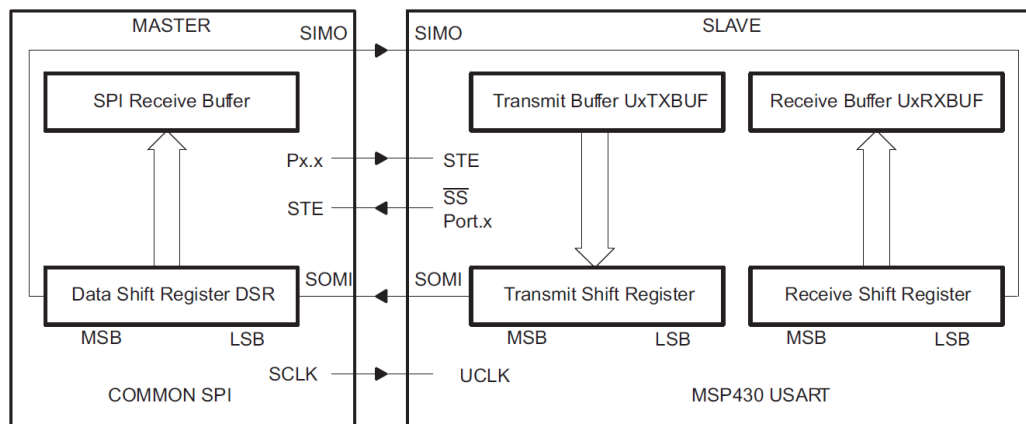 MASTER
SLAVE
SIMO
SIMO
SPI Receive Buffer
Transmit Buffer UxTXBUF
Receive Buffer UxRXBUF
Px.x
STE
STE
SS
Port.x
SOMI
SOMI
Data Shift Register DSR
Transmit Shift Register
Receive Shift Register
MSB
LSB
MSB
LSB
MSB
LSB
SCLK
UCLK
COMMON SPI
MSP430 USART